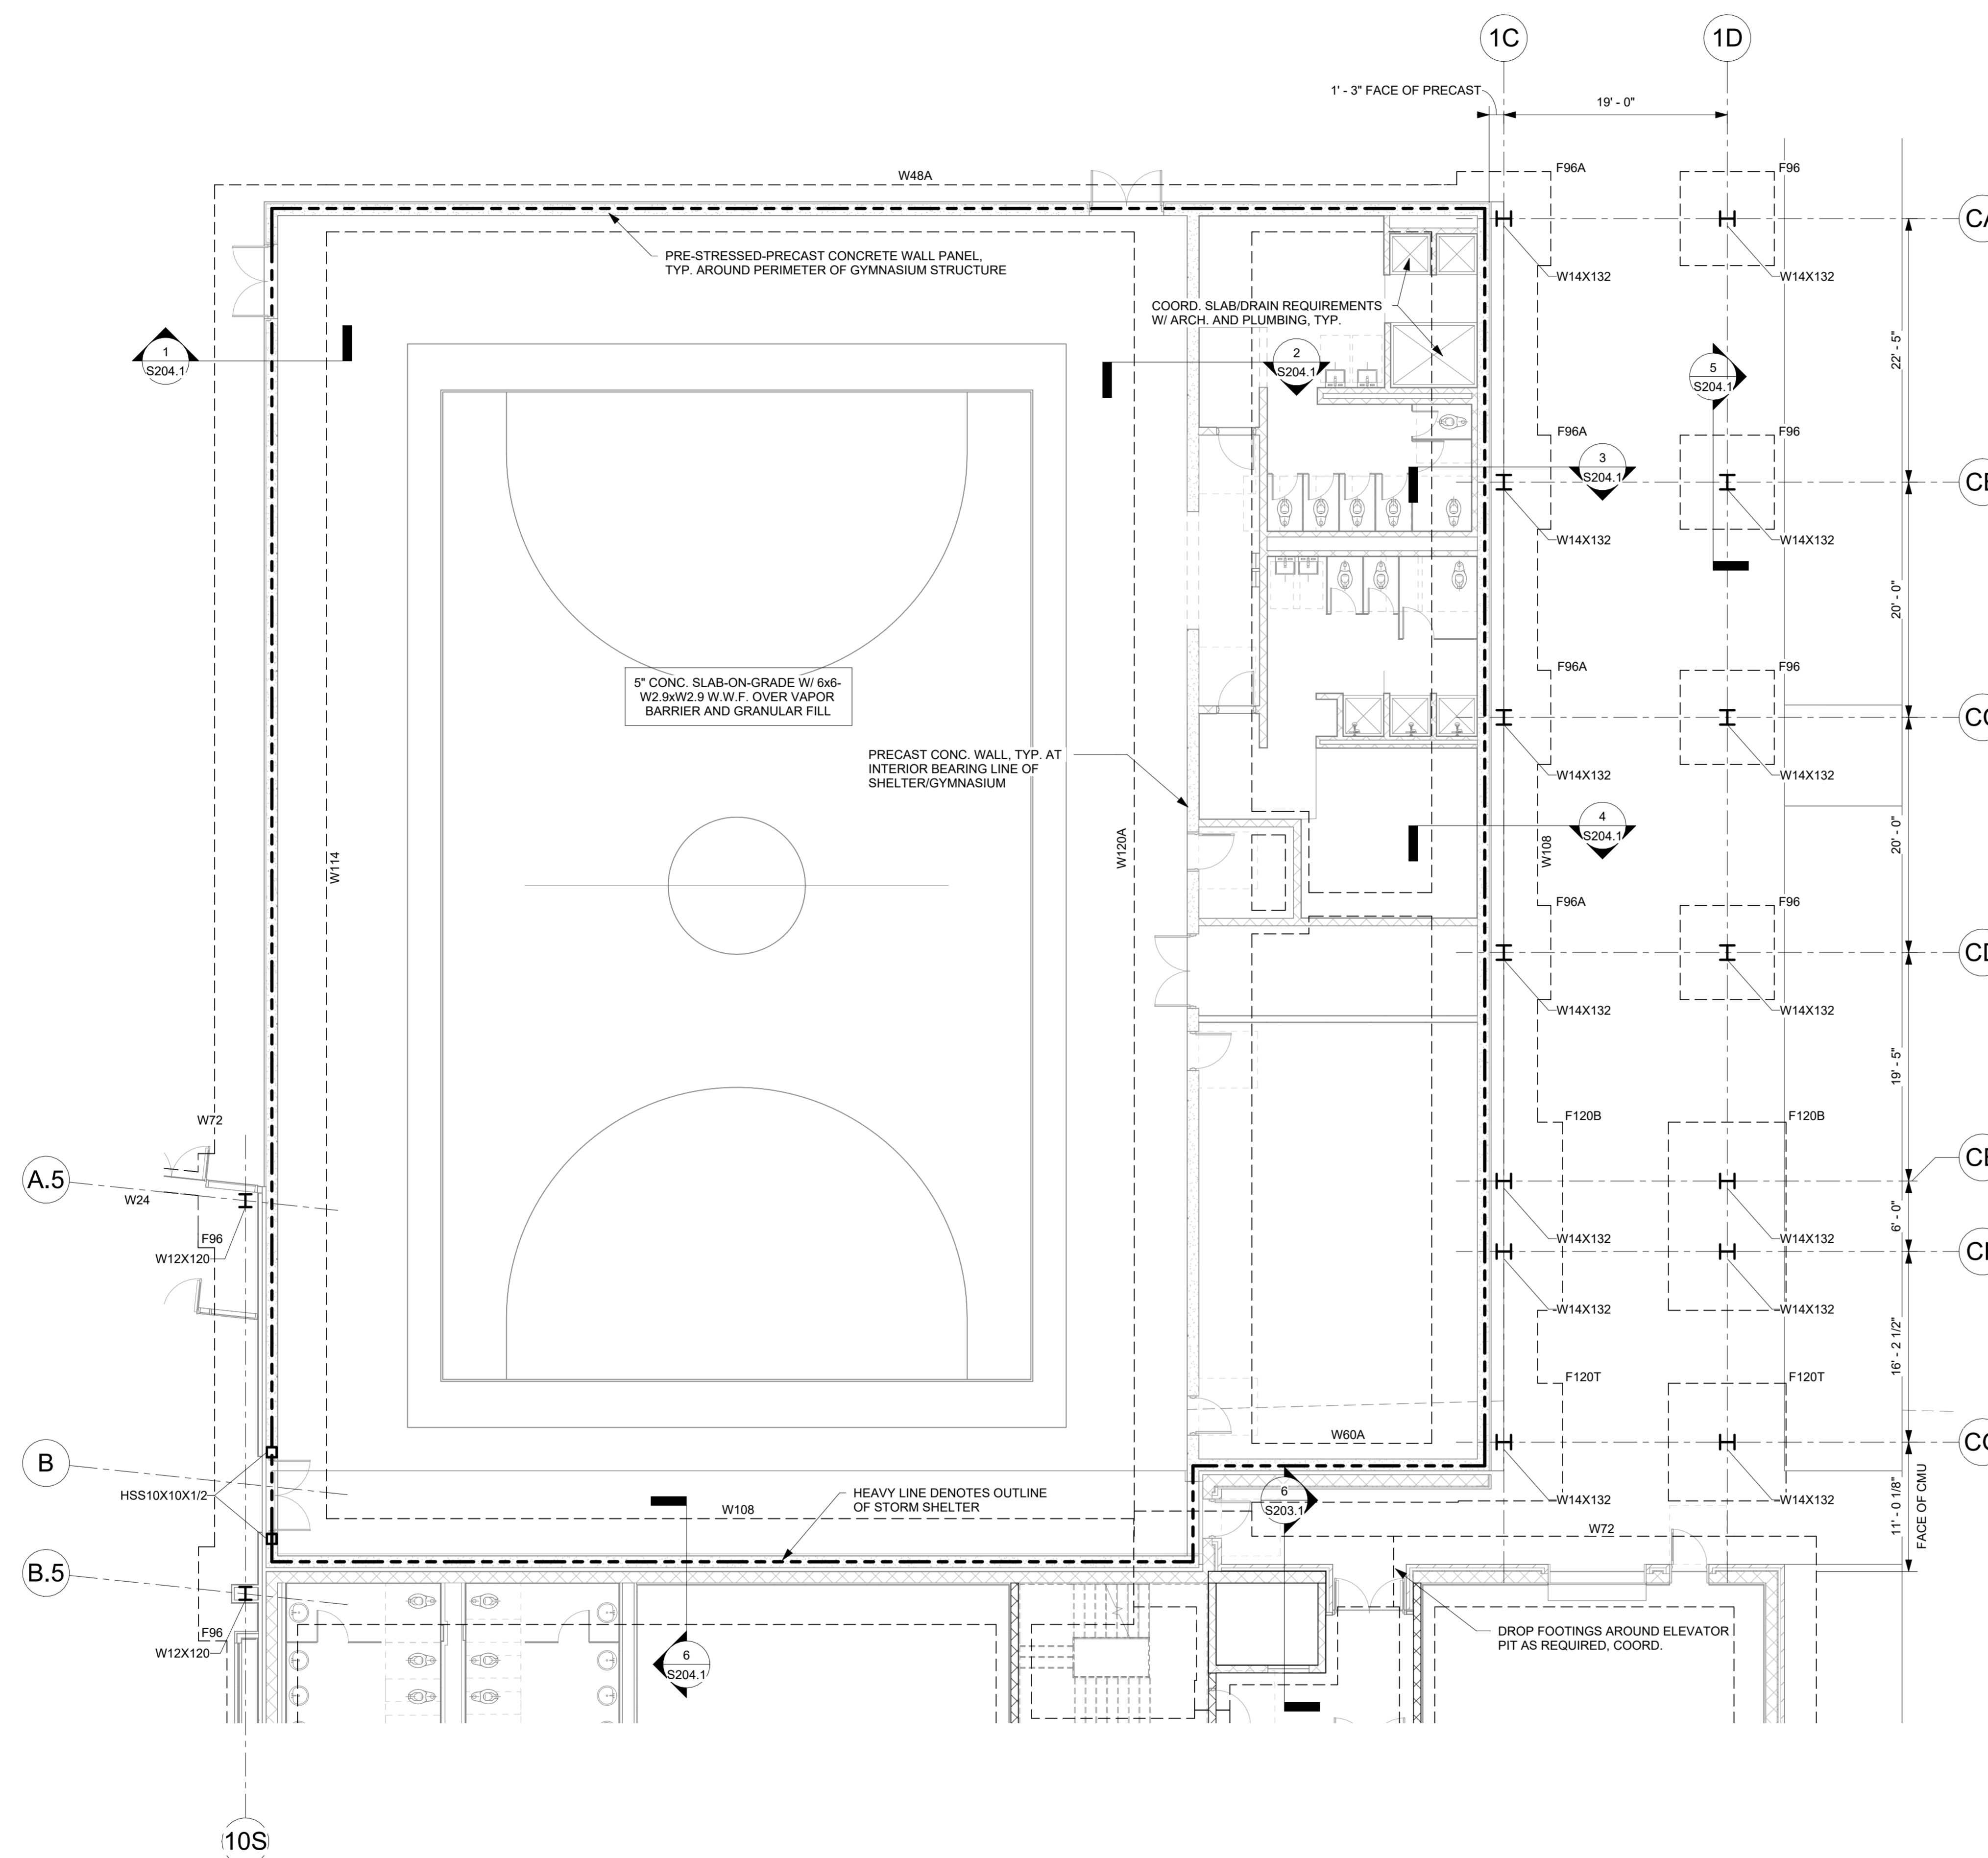 1C
1D
1' - 3" FACE OF PRECAST
19' - 0"
W48A
F96A
F96
CA
PRE-STRESSED-PRECAST CONCRETE WALL PANEL,
TYP. AROUND PERIMETER OF GYMNASIUM STRUCTURE
W14X132
W14X132
COORD. SLAB/DRAIN REQUIREMENTS
W/ ARCH. AND PLUMBING, TYP.
1
S204.1
2
S204.1
5
S204.1
22' - 5"
F96A
F96
3
S204.1
W14X132
W14X132
20' - 0"
F96A
F96
5" CONC. SLAB-ON-GRADE W/ 6x6-
W2.9xW2.9 W.W.F. OVER VAPOR
BARRIER AND GRANULAR FILL
PRECAST CONC. WALL, TYP. AT
INTERIOR BEARING LINE OF
SHELTER/GYMNASIUM
W14X132
W14X132
4
S204.1
W114
W120A
W108
20' - 0"
F96A
F96
CD
W14X132
W14X132
19' - 5"
W72
F120B
F120B
A.5
W24
F96
W12X120
W14X132
W14X132
6' - 0"
W14X132
W14X132
16' - 2 1/2"
F120T
F120T
B
W60A
HSS10X10X1/2
HEAVY LINE DENOTES OUTLINE
OF STORM SHELTER
W108
6
S203.1
W14X132
W14X132
W72
11' - 0 1/8"
FACE OF CMU
B.5
F96
W12X120
6
S204.1
DROP FOOTINGS AROUND ELEVATOR
PIT AS REQUIRED, COORD.
10S